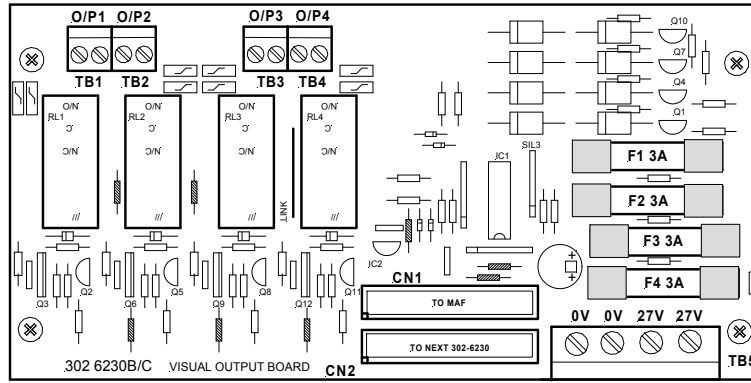 O/P1 O/P2 O/P3 O/P4
Q10
TB1 TB2 TB3 TB4
Q7
Q4
Q1
N/O N/O N/O N/O
RL1 RL2 RL3 RL4
C C C C
N/C N/C N/C N/C
LINK
IC1
SIL3
F1 3A
F2 3A
F3 3A
F4 3A
IC2
Q3 Q2 Q6 Q5 Q9 Q8 Q12 Q11
CN1
TO MAF
0V 0V 27V 27V
TO NEXT 302-6230
CN2
302 6230B/C VISUAL OUTPUT BOARD
TB5